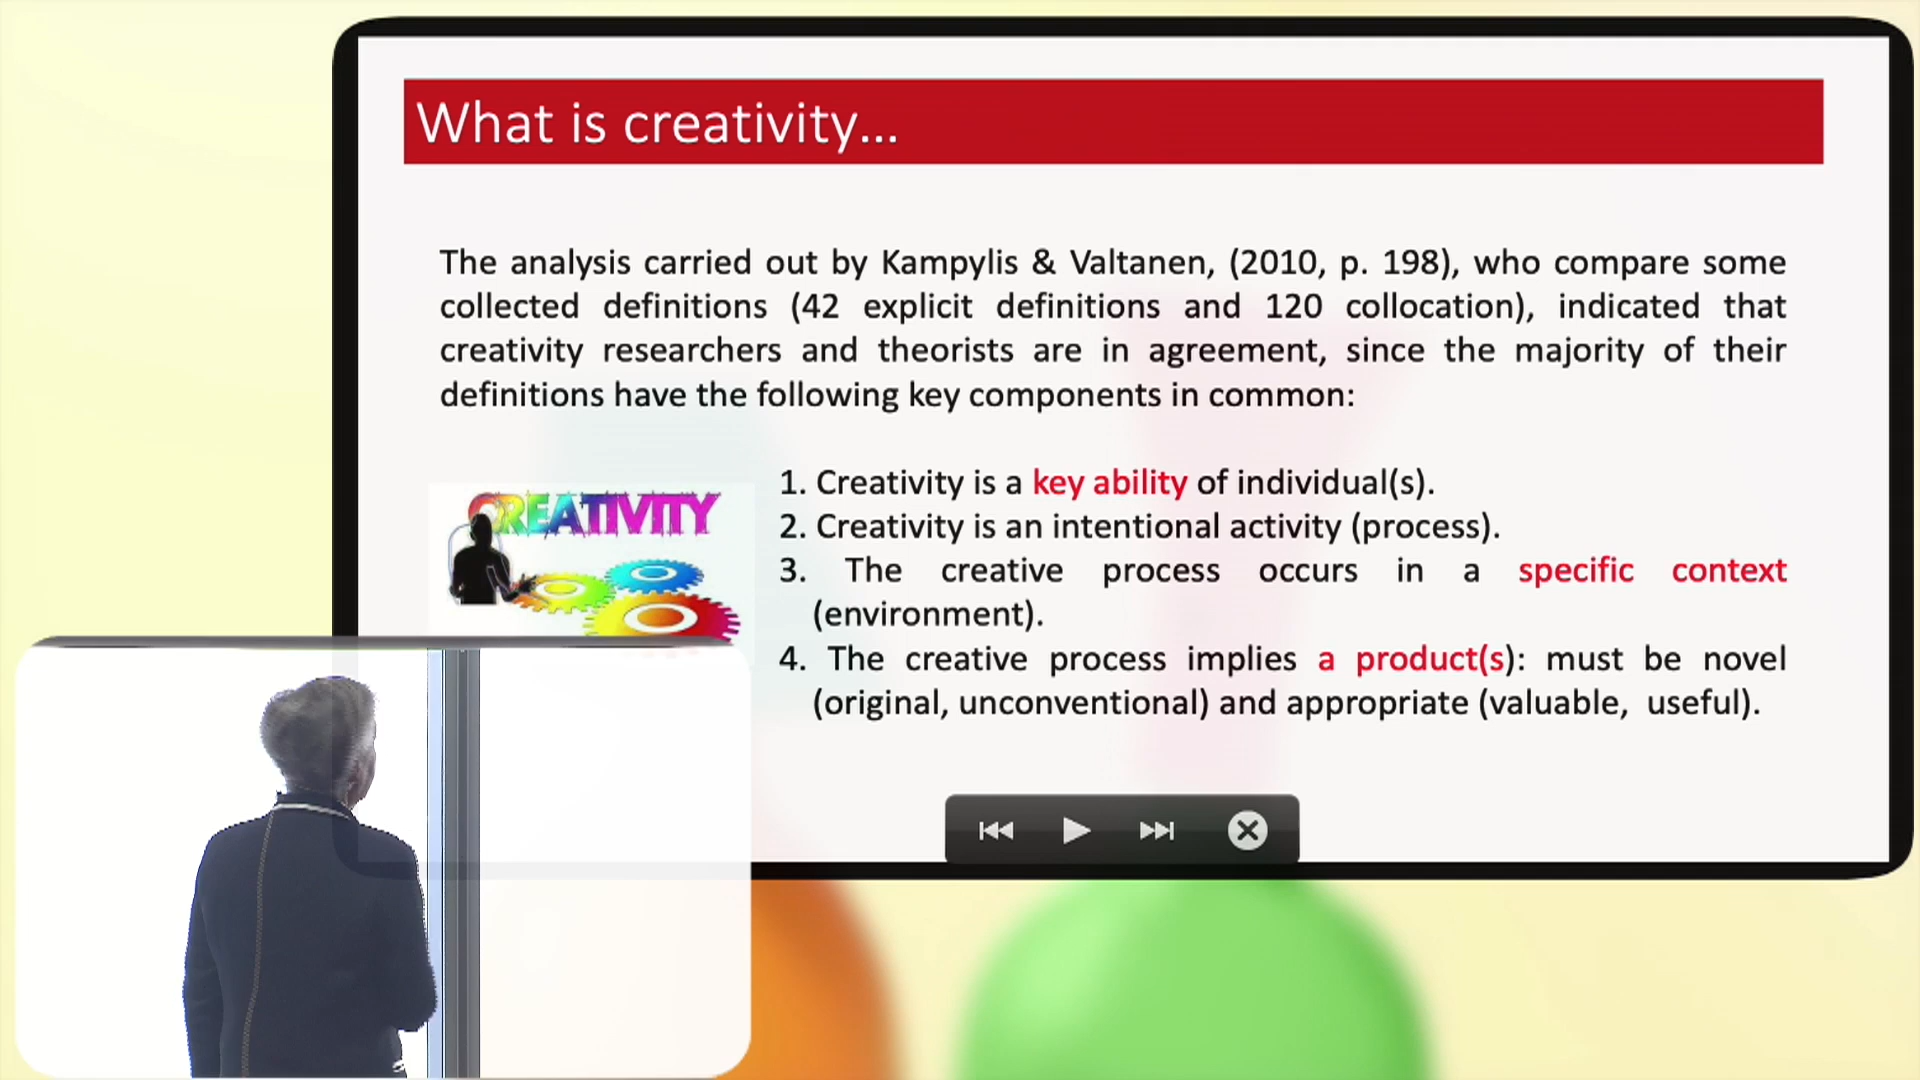 What is creativity...
The analysis carried out by Kampylis & Valtanen, (2010, p. 198), who compare some
collected definitions (42 explicit definitions and 120 collocation), indicated that
creativity researchers and theorists are in agreement, since the majority of their
definitions have the following key components in common:
CREATIVITY
1. Creativity is a key ability of individual(s).
2. Creativity is an intentional activity (process).
3. The creative process occurs in a specific context
(environment).
4. The creative process implies a product(s): must be novel
(original, unconventional) and appropriate (valuable, useful).